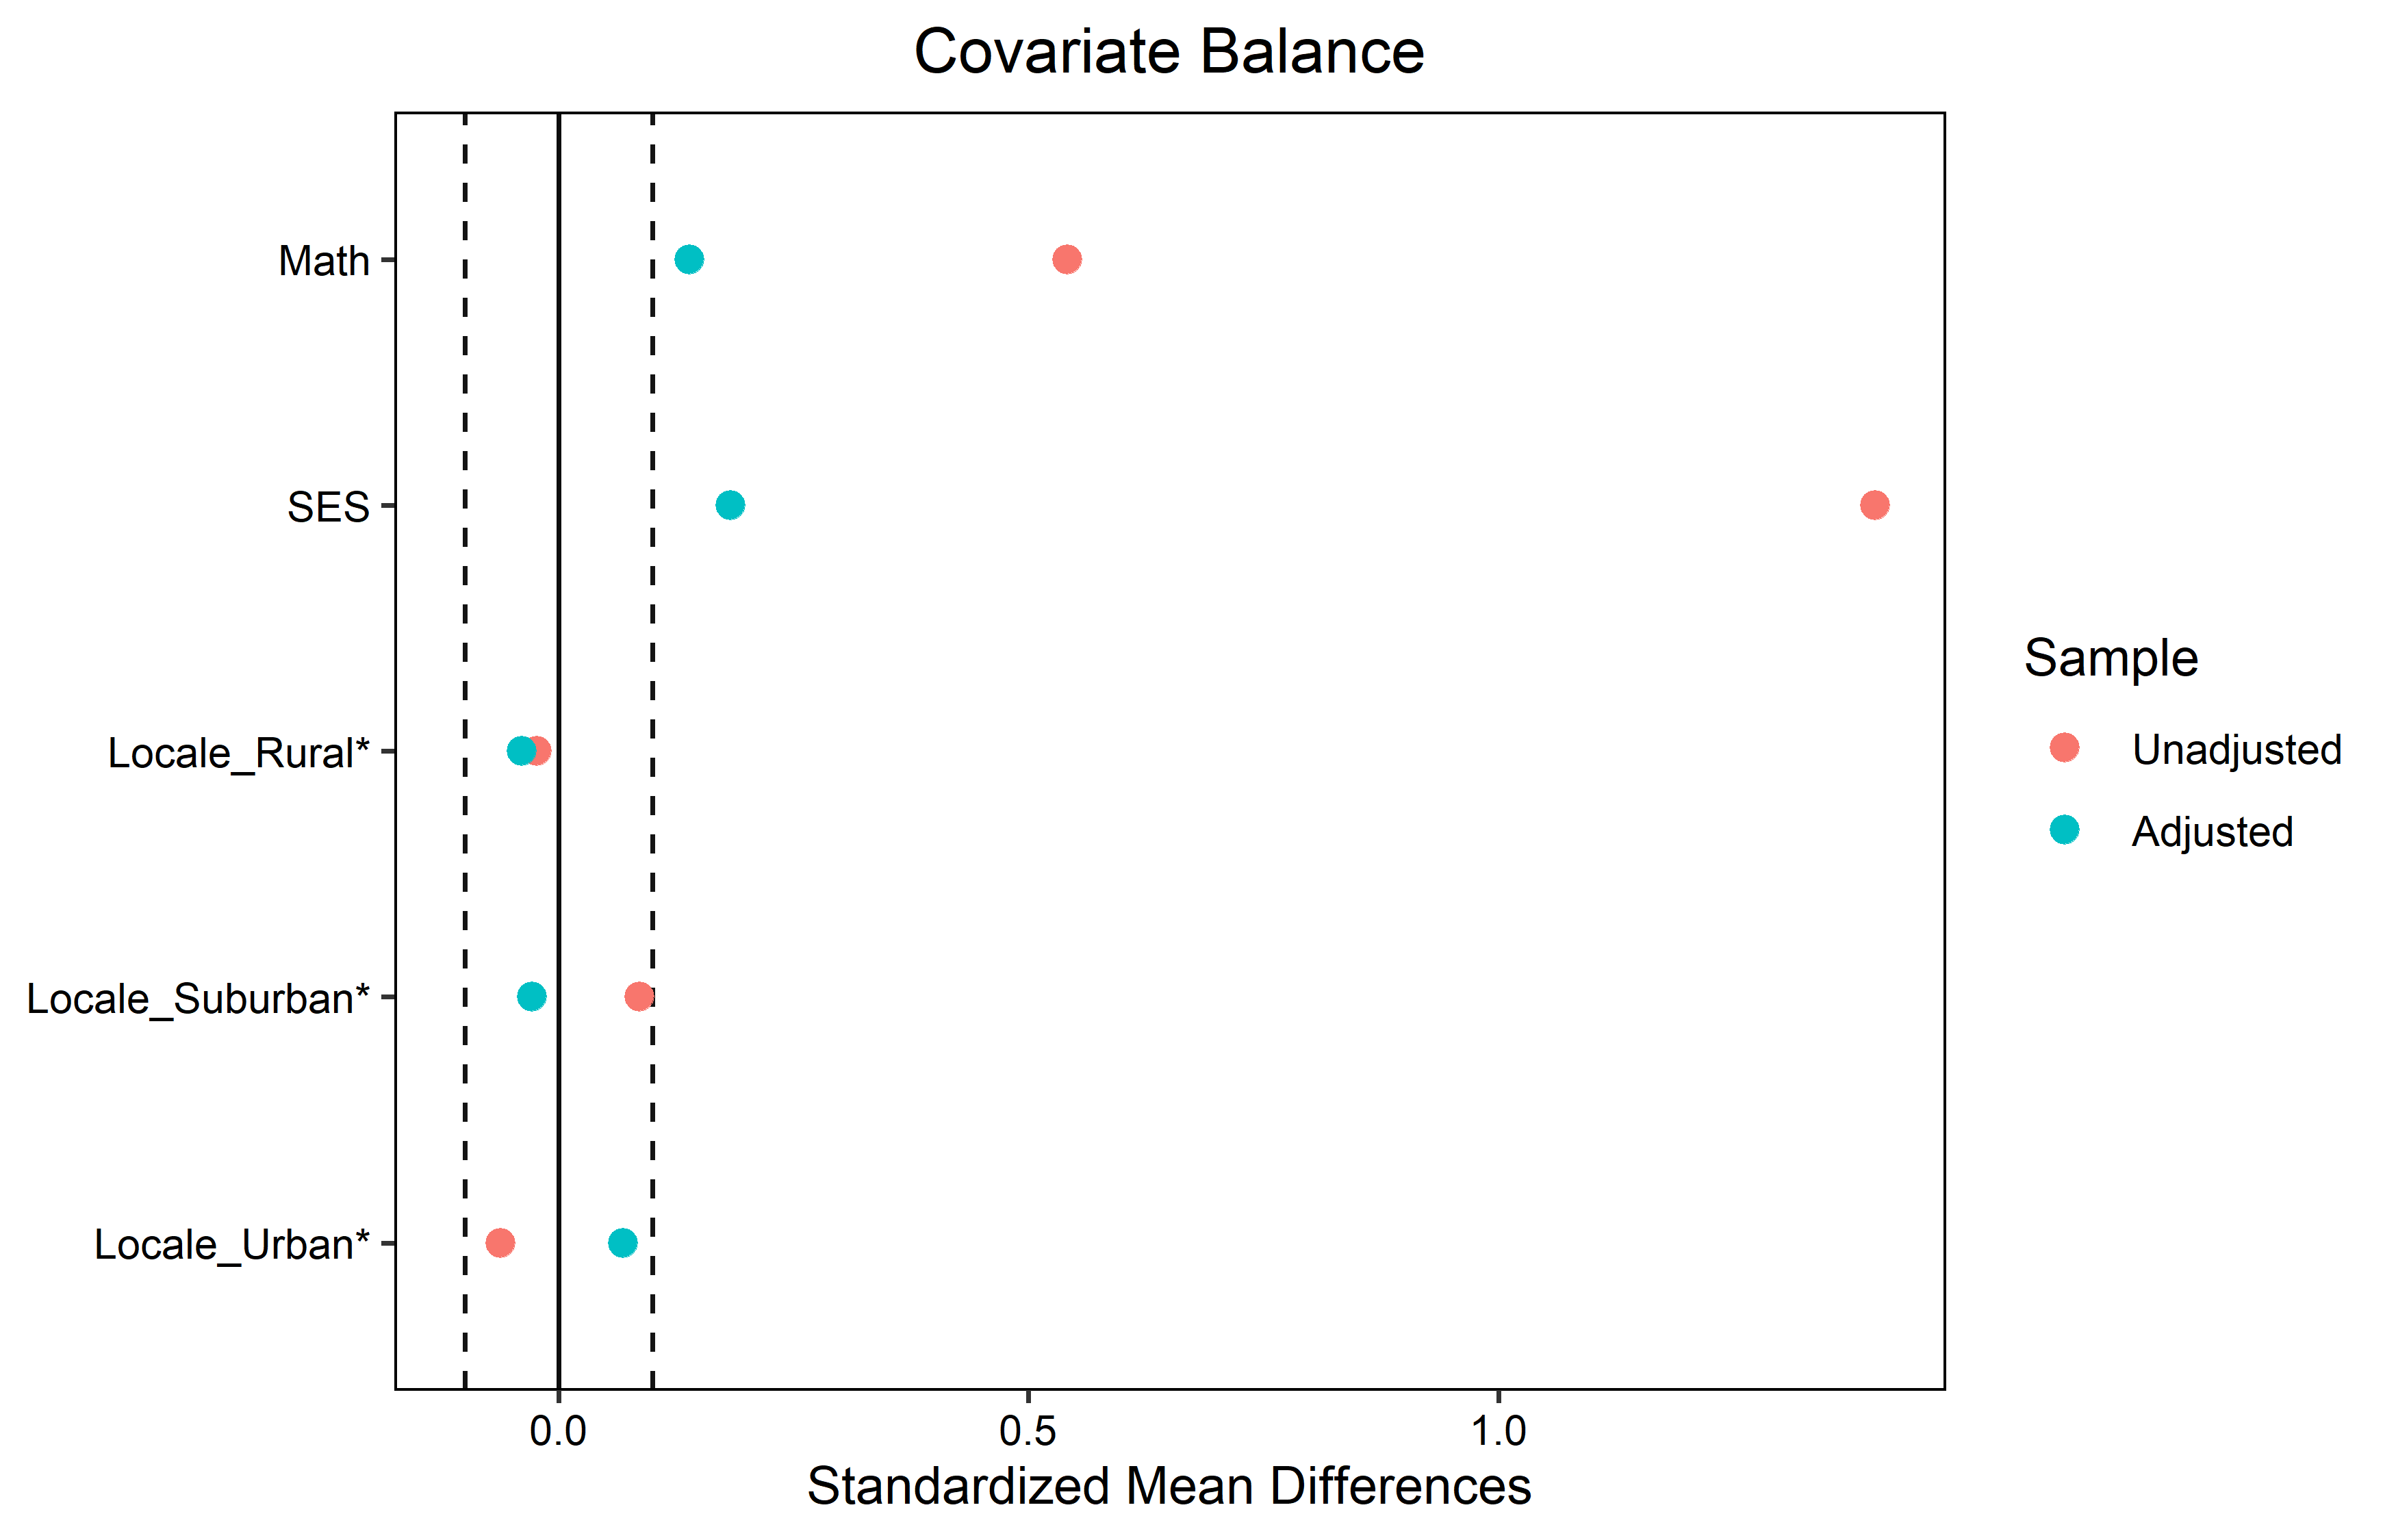 Covariate Balance
Math
SES
Locale_Rural*
Locale_Suburban*
Locale_Urban*
0.0
0.5
1.0
Standardized Mean Differences
Sample
Unadjusted
Adjusted